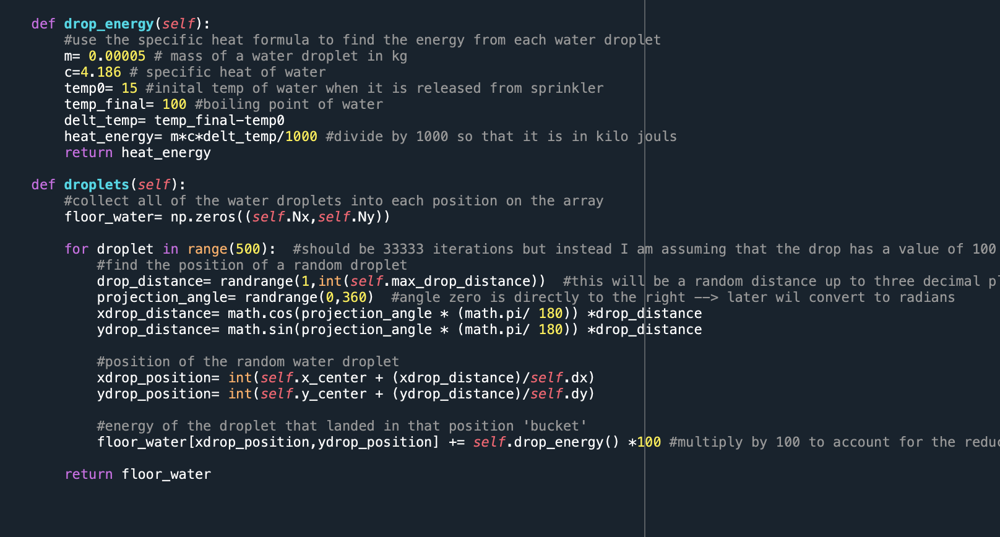 def drop_energy(self):
#use the specific heat formula to find the energy from each water droplet
m= 0.00005 # mass of a water droplet in kg
c=4.186 # specific heat of water
temp0= 15 #inital temp of water when it is released from sprinkler
temp_final= 100 #boiling point of water
delt_temp= temp_final-temp0
heat_energy= m*c*delt_temp/1000 #divide by 1000 so that it is in kilo jouls
return heat_energy
def droplets(self):
#collect all of the water droplets into each position on the array
floor_water= np.zeros((self.Nx,self.Ny))
for droplet in range(500):  #should be 33333 iterations but instead I am assuming that the drop has a value of 100
#find the position of a random droplet
drop_distance= randrange(1,int(self.max_drop_distance))  #this will be a random distance up to three decimal
projection_angle= randrange(0,360)  #angle zero is directly to the right --> later wil convert to radians
xdrop_distance= math.cos(projection_angle * (math.pi/ 180)) *drop_distance
ydrop_distance= math.sin(projection_angle * (math.pi/ 180)) *drop_distance
#position of the random water droplet
xdrop_position= int(self.x_center + (xdrop_distance)/self.dx)
ydrop_position= int(self.y_center + (ydrop_distance)/self.dy)
#energy of the droplet that landed in that position 'bucket'
floor_water[xdrop_position,ydrop_position] += self.drop_energy() *100 #multiply by 100 to account for the
return floor_water